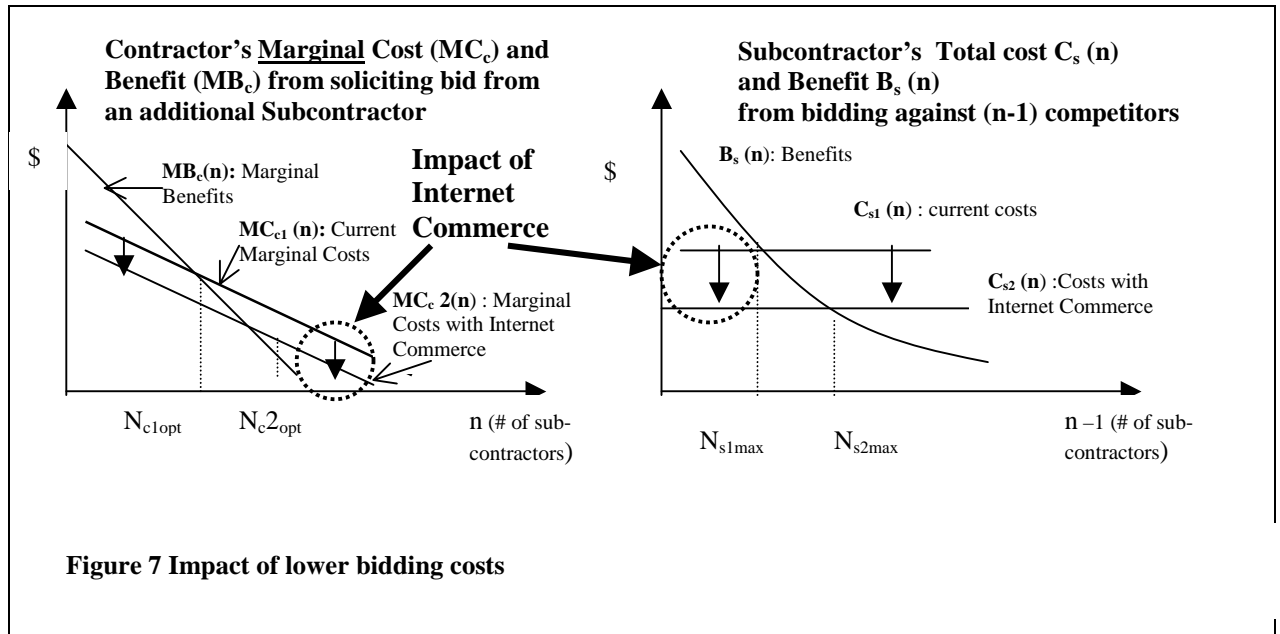 Contractor's Marginal Cost (MCc) and
Benefit (MBc) from soliciting bid from
an additional Subcontractor
$
MBc(n): Marginal
Benefits
MCc1 (n): Current
Marginal Costs
MCc 2(n) : Marginal
Costs with Internet
Commerce
Nc1opt
Nc2opt
n (# of sub-
contractors)
Impact of
Internet
Commerce
Subcontractor's Total cost Cs (n)
and Benefit Bs (n)
from bidding against (n-1) competitors
$
Bs (n): Benefits
Cs1 (n) : current costs
Cs2 (n) :Costs with
Internet Commerce
Ns1max
Ns2max
n –1 (# of sub-
contractors)
Figure 7 Impact of lower bidding costs